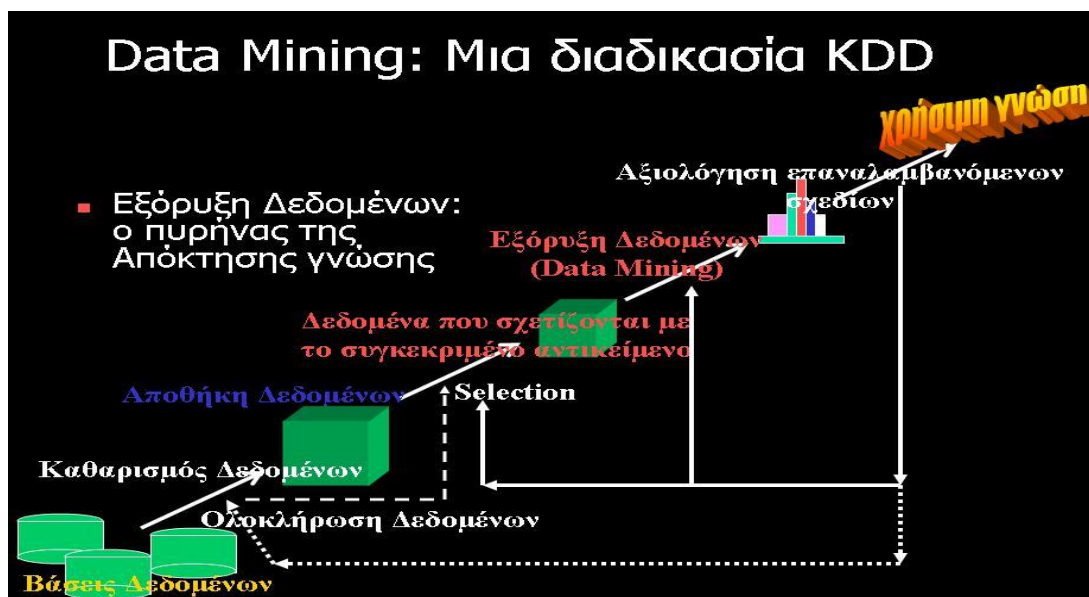 Data Mining: Μια διαδικασία KDD
χρήσιμη γνώση
Αξιολόγηση επαναλαμβανόμενων
σχεδίων
Εξόρυξη Δεδομένων:
ο πυρήνας της
Απόκτησης γνώσης
Εξόρυξη Δεδομένων
(Data Mining)
Δεδομένα που σχετίζονται με
το συγκεκριμένο αντικείμενο
Αποθήκη Δεδομένων
Selection
Καθαρισμός Δεδομένων
Ολοκλήρωση Δεδομένων
Βάσεις Δεδομένων